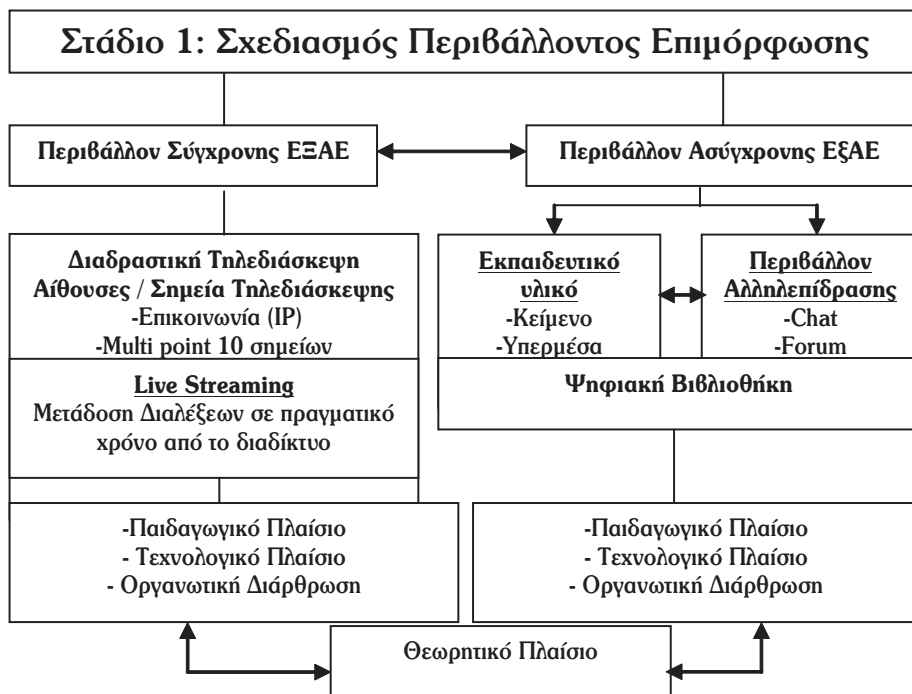 Στάδιο 1: Σχεδιασμός Περιβάλλοντος Επιμόρφωσης
Περιβάλλον Σύγχρονης ΕΞΑΕ
Περιβάλλον Ασύγχρονης ΕξΑΕ
Διαδραστική Τηλεδιάσκεψη
Αίθουσες / Σημεία Τηλεδιάσκεψης
-Επικοινωνία (IP)
-Multi point 10 σημείων
Live Streaming
Μετάδοση Διαλέξεων σε πραγματικό
χρόνο από το διαδίκτυο
Εκπαιδευτικό
υλικό
-Κείμενο
-Υπερμέσα
Περιβάλλον
Αλληλεπίδρασης
-Chat
-Forum
Ψηφιακή Βιβλιοθήκη
-Παιδαγωγικό Πλαίσιο
- Τεχνολογικό Πλαίσιο
- Οργανωτική Διάρθρωση
-Παιδαγωγικό Πλαίσιο
- Τεχνολογικό Πλαίσιο
- Οργανωτική Διάρθρωση
Θεωρητικό Πλαίσιο